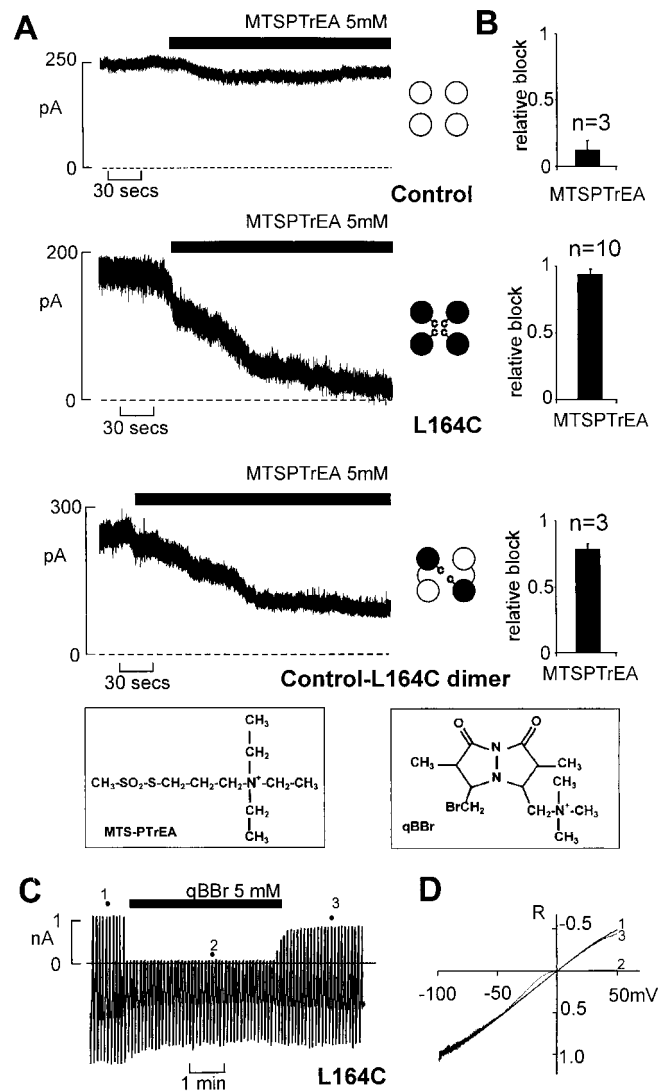 A
MTSPTrEA 5mM
250
pA
0
30 secs
Control
B
relative block
1
0.5
0
n=3
MTSPTrEA
MTSPTrEA 5mM
200
pA
0
30 secs
C C
C C
L164C
relative block
1
0.5
0
n=10
MTSPTrEA
MTSPTrEA 5mM
300
pA
0
30 secs
C
C
Control-L164C dimer
relative block
1
0.5
0
n=3
MTSPTrEA
CH3
CH2
CH3-SO2-S-CH2-CH2-CH2-N+-CH2-CH3
CH2
CH3
MTS-PTrEA
O O
N
CH3 CH3
N
BrCH2
CH3
CH2-N+-CH3
CH3
qBBr
C
qBBr 5 mM
1
nA
0
1
2
3
1 min
L164C
D
R
-0.5
1
3
2
-100
-50
50mV
0.5
1.0